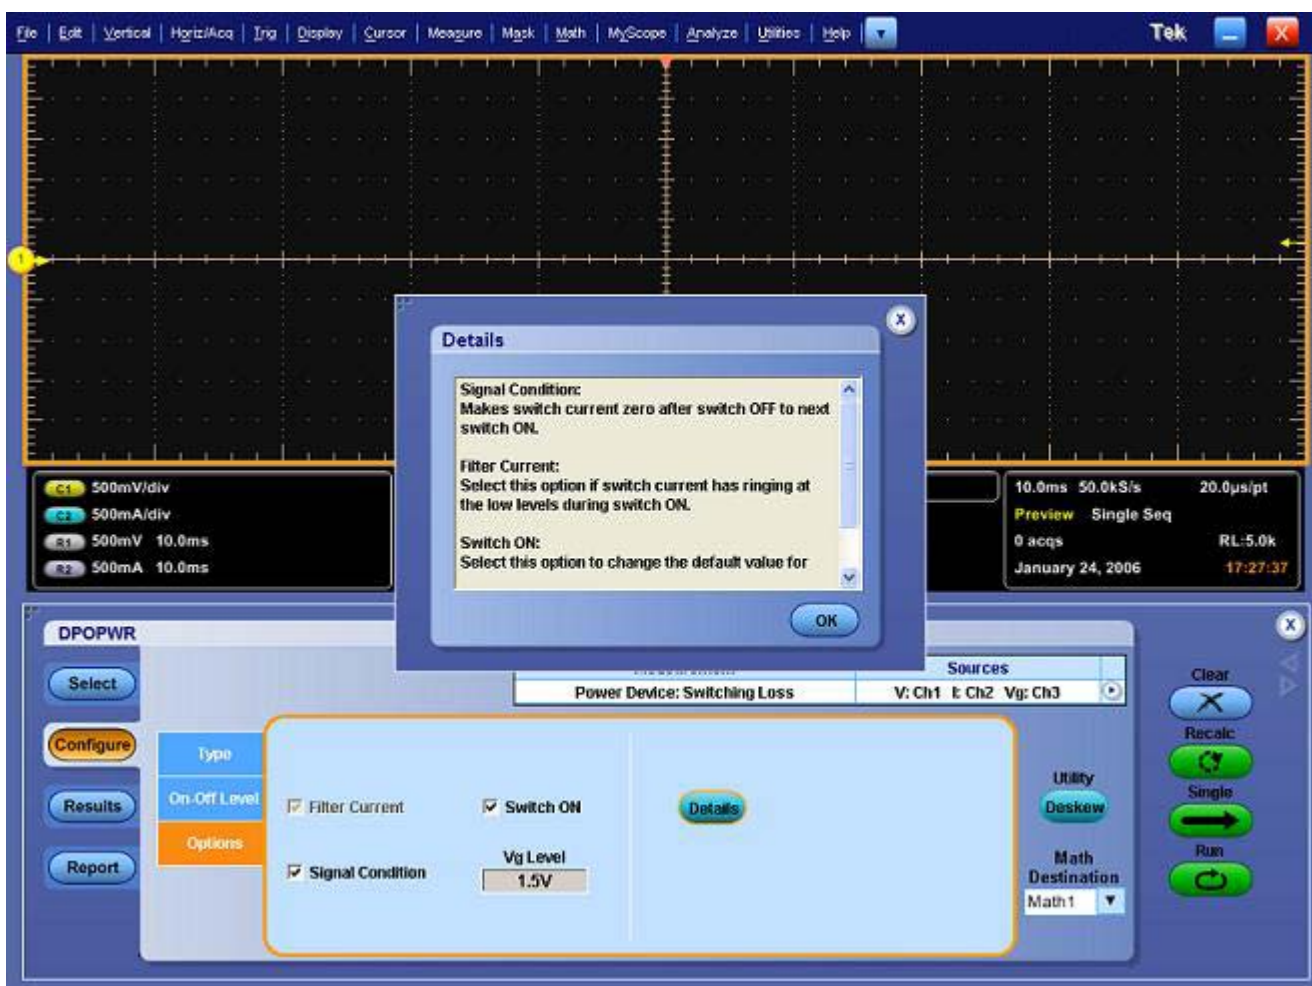 File | Edit | Vertical | Horiz/Acq | Trig | Display | Cursor | Measure | Mask | Math | MyScope | Analyze | Utilities | Help
Tek
X
1
X
Details
Signal Condition:
Makes switch current zero after switch OFF to next
switch ON.
Filter Current:
Select this option if switch current has ringing at
the low levels during switch ON.
Switch ON:
Select this option to change the default value for
OK
C1 500mV/div
C2 500mA/div
R1 500mV 10.0ms
R2 500mA 10.0ms
10.0ms 50.0kS/s 20.0µs/pt
Preview Single Seq
0 acqs RL:5.0k
January 24, 2006 17:27:37
DPOPWR
X
Select
Configure
Results
Report
Type
On-Off Level
Options
Sources
Power Device: Switching Loss V: Ch1 I: Ch2 Vg: Ch3
Filter Current
Switch ON
Signal Condition
Vg Level
1.5V
Details
Utility
Deskew
Math
Destination
Math1
Clear
Recalc
Single
Run